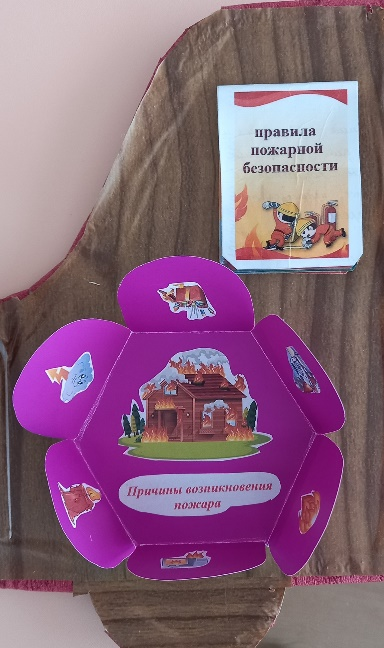 правила
пожарной
безопасности
Причины возникновения
пожара